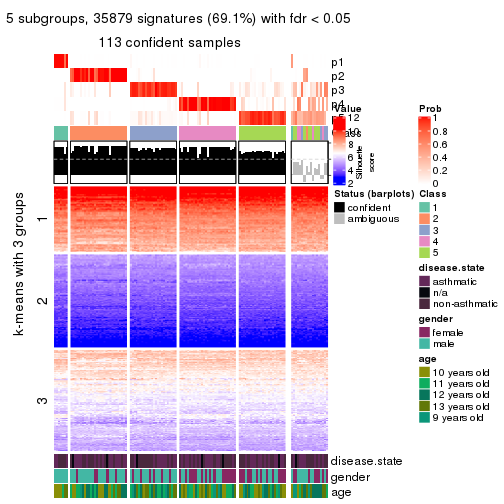 5 subgroups, 35879 signatures (69.1%) with fdr < 0.05
113 confident samples
p1
p2
p3
p4
p5
Value
12
10
8
6
4
2
Silhouette
score
Prob
1
0.8
0.6
0.4
0.2
0
Status (barplots)
confident
ambiguous
Class
1
2
3
4
5
disease.state
asthmatic
n/a
non-asthmatic
gender
female
male
age
10 years old
11 years old
12 years old
13 years old
9 years old
k-means with 3 groups
1
2
3
disease.state
gender
age